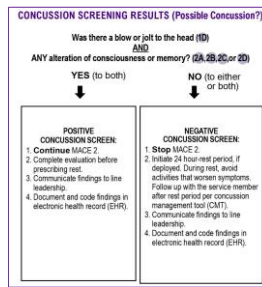 CONCUSSION SCREENING RESULTS (Possible Concussion?)
Was there a blow or jolt to the head (1D)
AND
ANY alteration of consciousness or memory? (2A,2B,2C,or 2D)
YES (to both)
NO (to either
or both)
POSITIVE
CONCUSSION SCREEN:
1. Continue MACE 2.
2. Complete evaluation before
prescribing rest.
3. Communicate findings to line
leadership.
4. Document and code findings in
electronic health record (EHR).
NEGATIVE
CONCUSSION SCREEN:
1. Stop MACE 2.
2. Initiate 24 hour-rest period, if
deployed. During rest, avoid
activities that worsen symptoms.
Follow up with the service member
after rest period per concussion
management tool (CMT).
3. Communicate findings to line
leadership.
4. Document and code findings in
electronic health record (EHR).